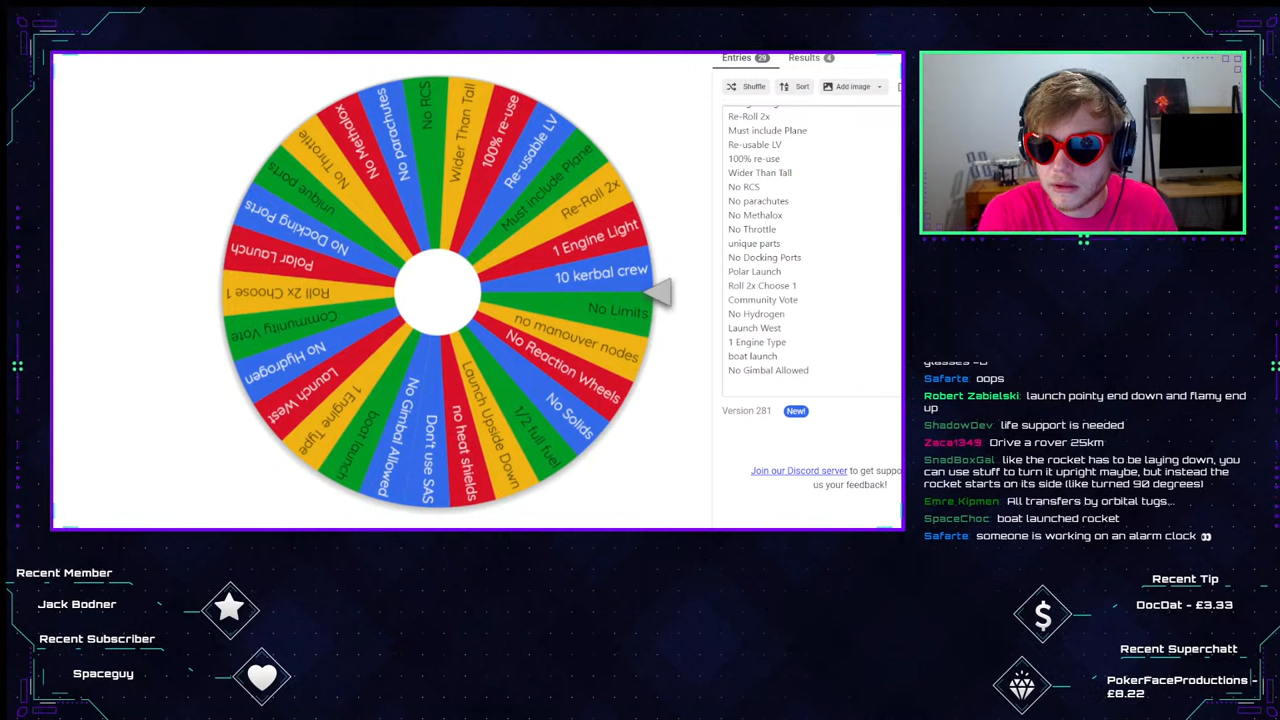 No RCS
Wider Than Tall
100% re-use
Re-usable LV
Must include Plane
Re-Roll 2x
1 Engine Light
10 kerbal crew
No Limits
no manouver nodes
No Reaction Wheels
No Solids
1/2 full fuel
Launch Upside Down
no heat shields
Don't use SAS
No Gimbal Allowed
boat launch
1 Engine Type
Launch West
No Hydrogen
Community Vote
Roll 2x Choose 1
Polar Launch
No Docking Ports
unique parts
No Throttle
No Methalox
No parachutes
Entries 29 Results 4
Shuffle Sort Add image
Re-Roll 2x
Must include Plane
Re-usable LV
100% re-use
Wider Than Tall
No RCS
No parachutes
No Methalox
No Throttle
unique parts
No Docking Ports
Polar Launch
Roll 2x Choose 1
Community Vote
No Hydrogen
Launch West
1 Engine Type
boat launch
No Gimbal Allowed
Version 281 New!
Join our Discord server to get suppo
us your feedback!
glasses =D
Safarte: oops
Robert Zabielski: launch pointy end down and flamy end
up
ShadowDev: life support is needed
Zaca1349: Drive a rover 25km
SnadBoxGal: like the rocket has to be laying down, you
can use stuff to turn it upright maybe, but instead the
rocket starts on its side (like turned 90 degrees)
Emre Kipmen: All transfers by orbital tugs...
SpaceChoc: boat launched rocket
Safarte: someone is working on an alarm clock 👀
Recent Member
Jack Bodner
Recent Subscriber
Spaceguy
Recent Tip
DocDat - £3.33
Recent Superchatt
PokerFaceProductions -
£8.22